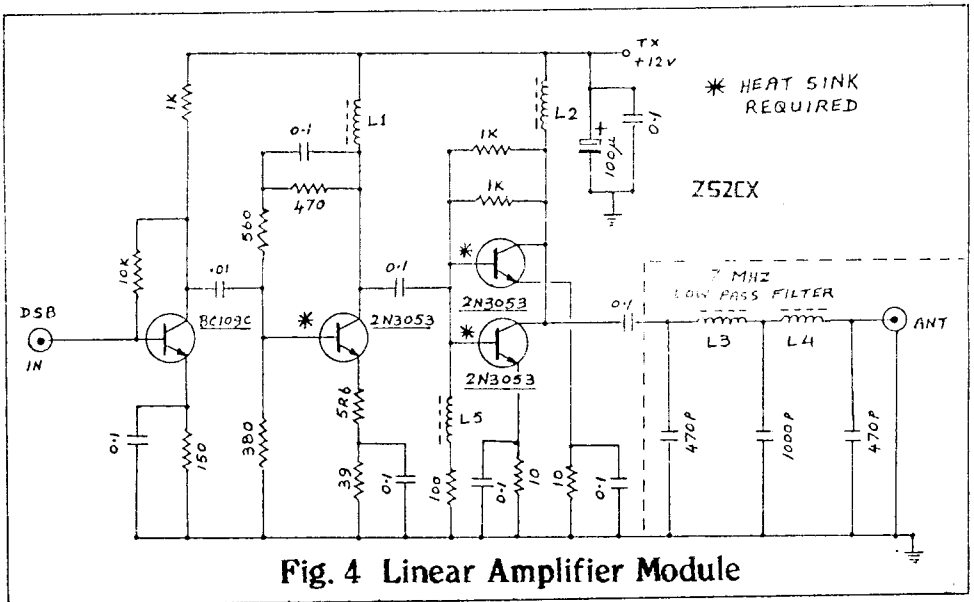 TX
+12V
✱ HEAT SINK
REQUIRED
1K
L1
L2
0.1
470
560
1K
1K
+
100µ
0.1
ZS2CX
10K
.01
DSB
IN
BC109C
✱
2N3053
0.1
✱
2N3053
✱
2N3053
0.1
7 MHZ
LOW PASS FILTER
L3
L4
ANT
0.1
150
380
5R6
39
0.1
L5
100
0.1
10
10
0.1
470P
1000P
470P
Fig. 4 Linear Amplifier Module